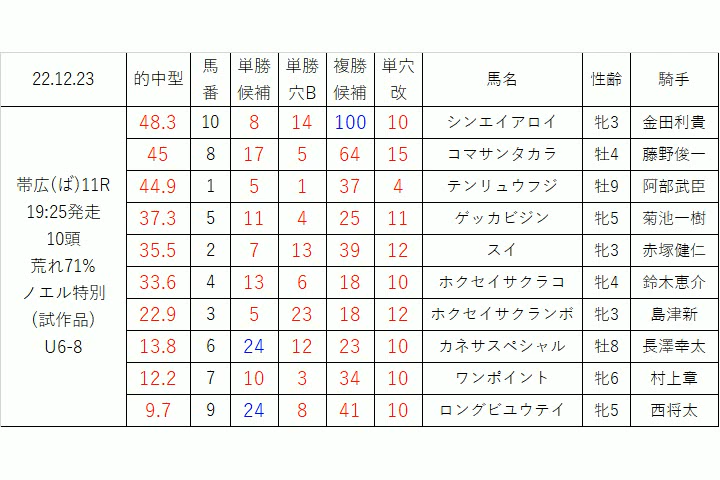 22.12.23 的中型 馬番 単勝候補 単勝穴B 複勝候補 単穴改 馬名 性齢 騎手
帯広(ば)11R
19:25発走
10頭
荒れ71%
ノエル特別
(試作品)
U6-8
48.3 10 8 14 100 10 シンエイアロイ 牝3 金田利貴
45 8 17 5 64 15 コマサンタカラ 牡4 藤野俊一
44.9 1 5 1 37 4 テンリュウフジ 牡9 阿部武臣
37.3 5 11 4 25 11 ゲッカビジン 牝5 菊池一樹
35.5 2 7 13 39 12 スイ 牝3 赤塚健仁
33.6 4 13 6 18 10 ホクセイサクラコ 牝4 鈴木恵介
22.9 3 5 23 18 12 ホクセイサクランボ 牝3 島津新
13.8 6 24 12 23 10 カネサスペシャル 牡8 長澤幸太
12.2 7 10 3 34 10 ワンポイント 牝6 村上章
9.7 9 24 8 41 10 ロングビユウテイ 牝5 西将太